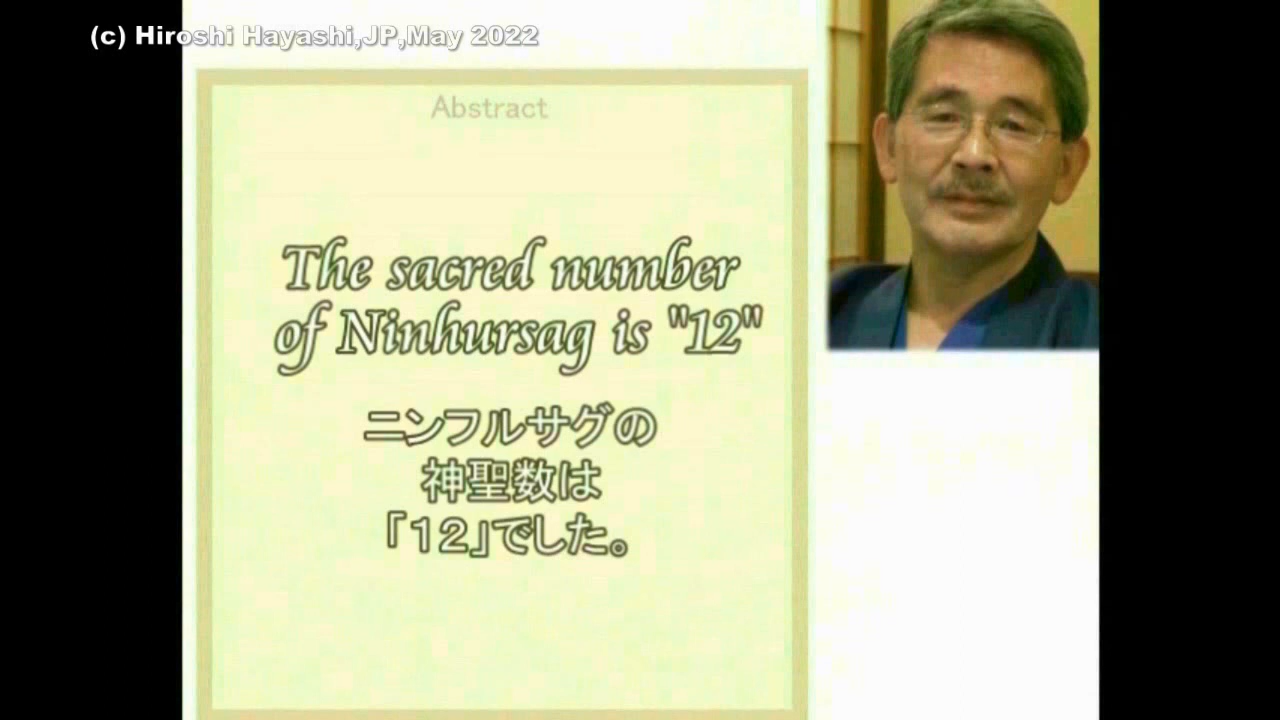 (c) Hiroshi Hayashi,JP,May 2022
Abstract
The sacred number
of Ninhursag is "12"
ニンフルサグの
神聖数は
「１２」でした。